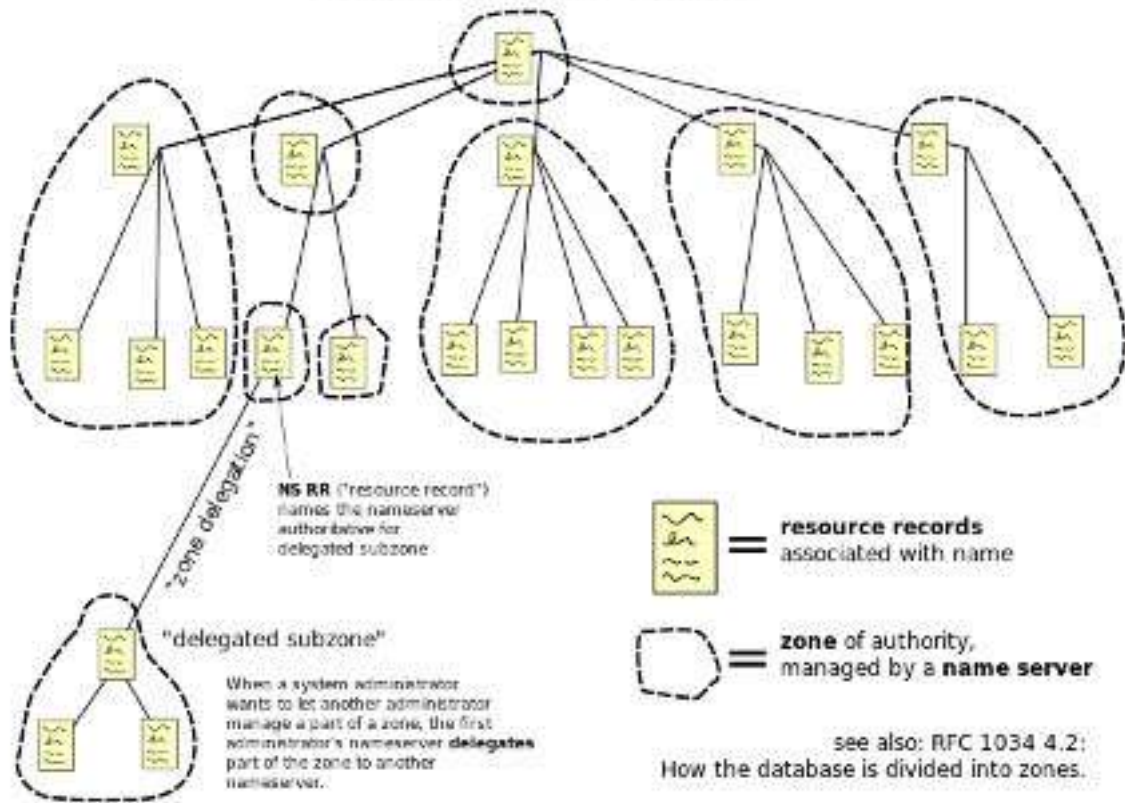 NS RR ("resource record")
names the nameserver
authoritative for
delegated subzone
"zone delegation"
resource records
associated with name
"delegated subzone"
zone of authority,
managed by a name server
When a system administrator
wants to let another administrator
manage a part of a zone, the first
administrator's nameserver delegates
part of the zone to another
nameserver.
see also: RFC 1034 4.2:
How the database is divided into zones.